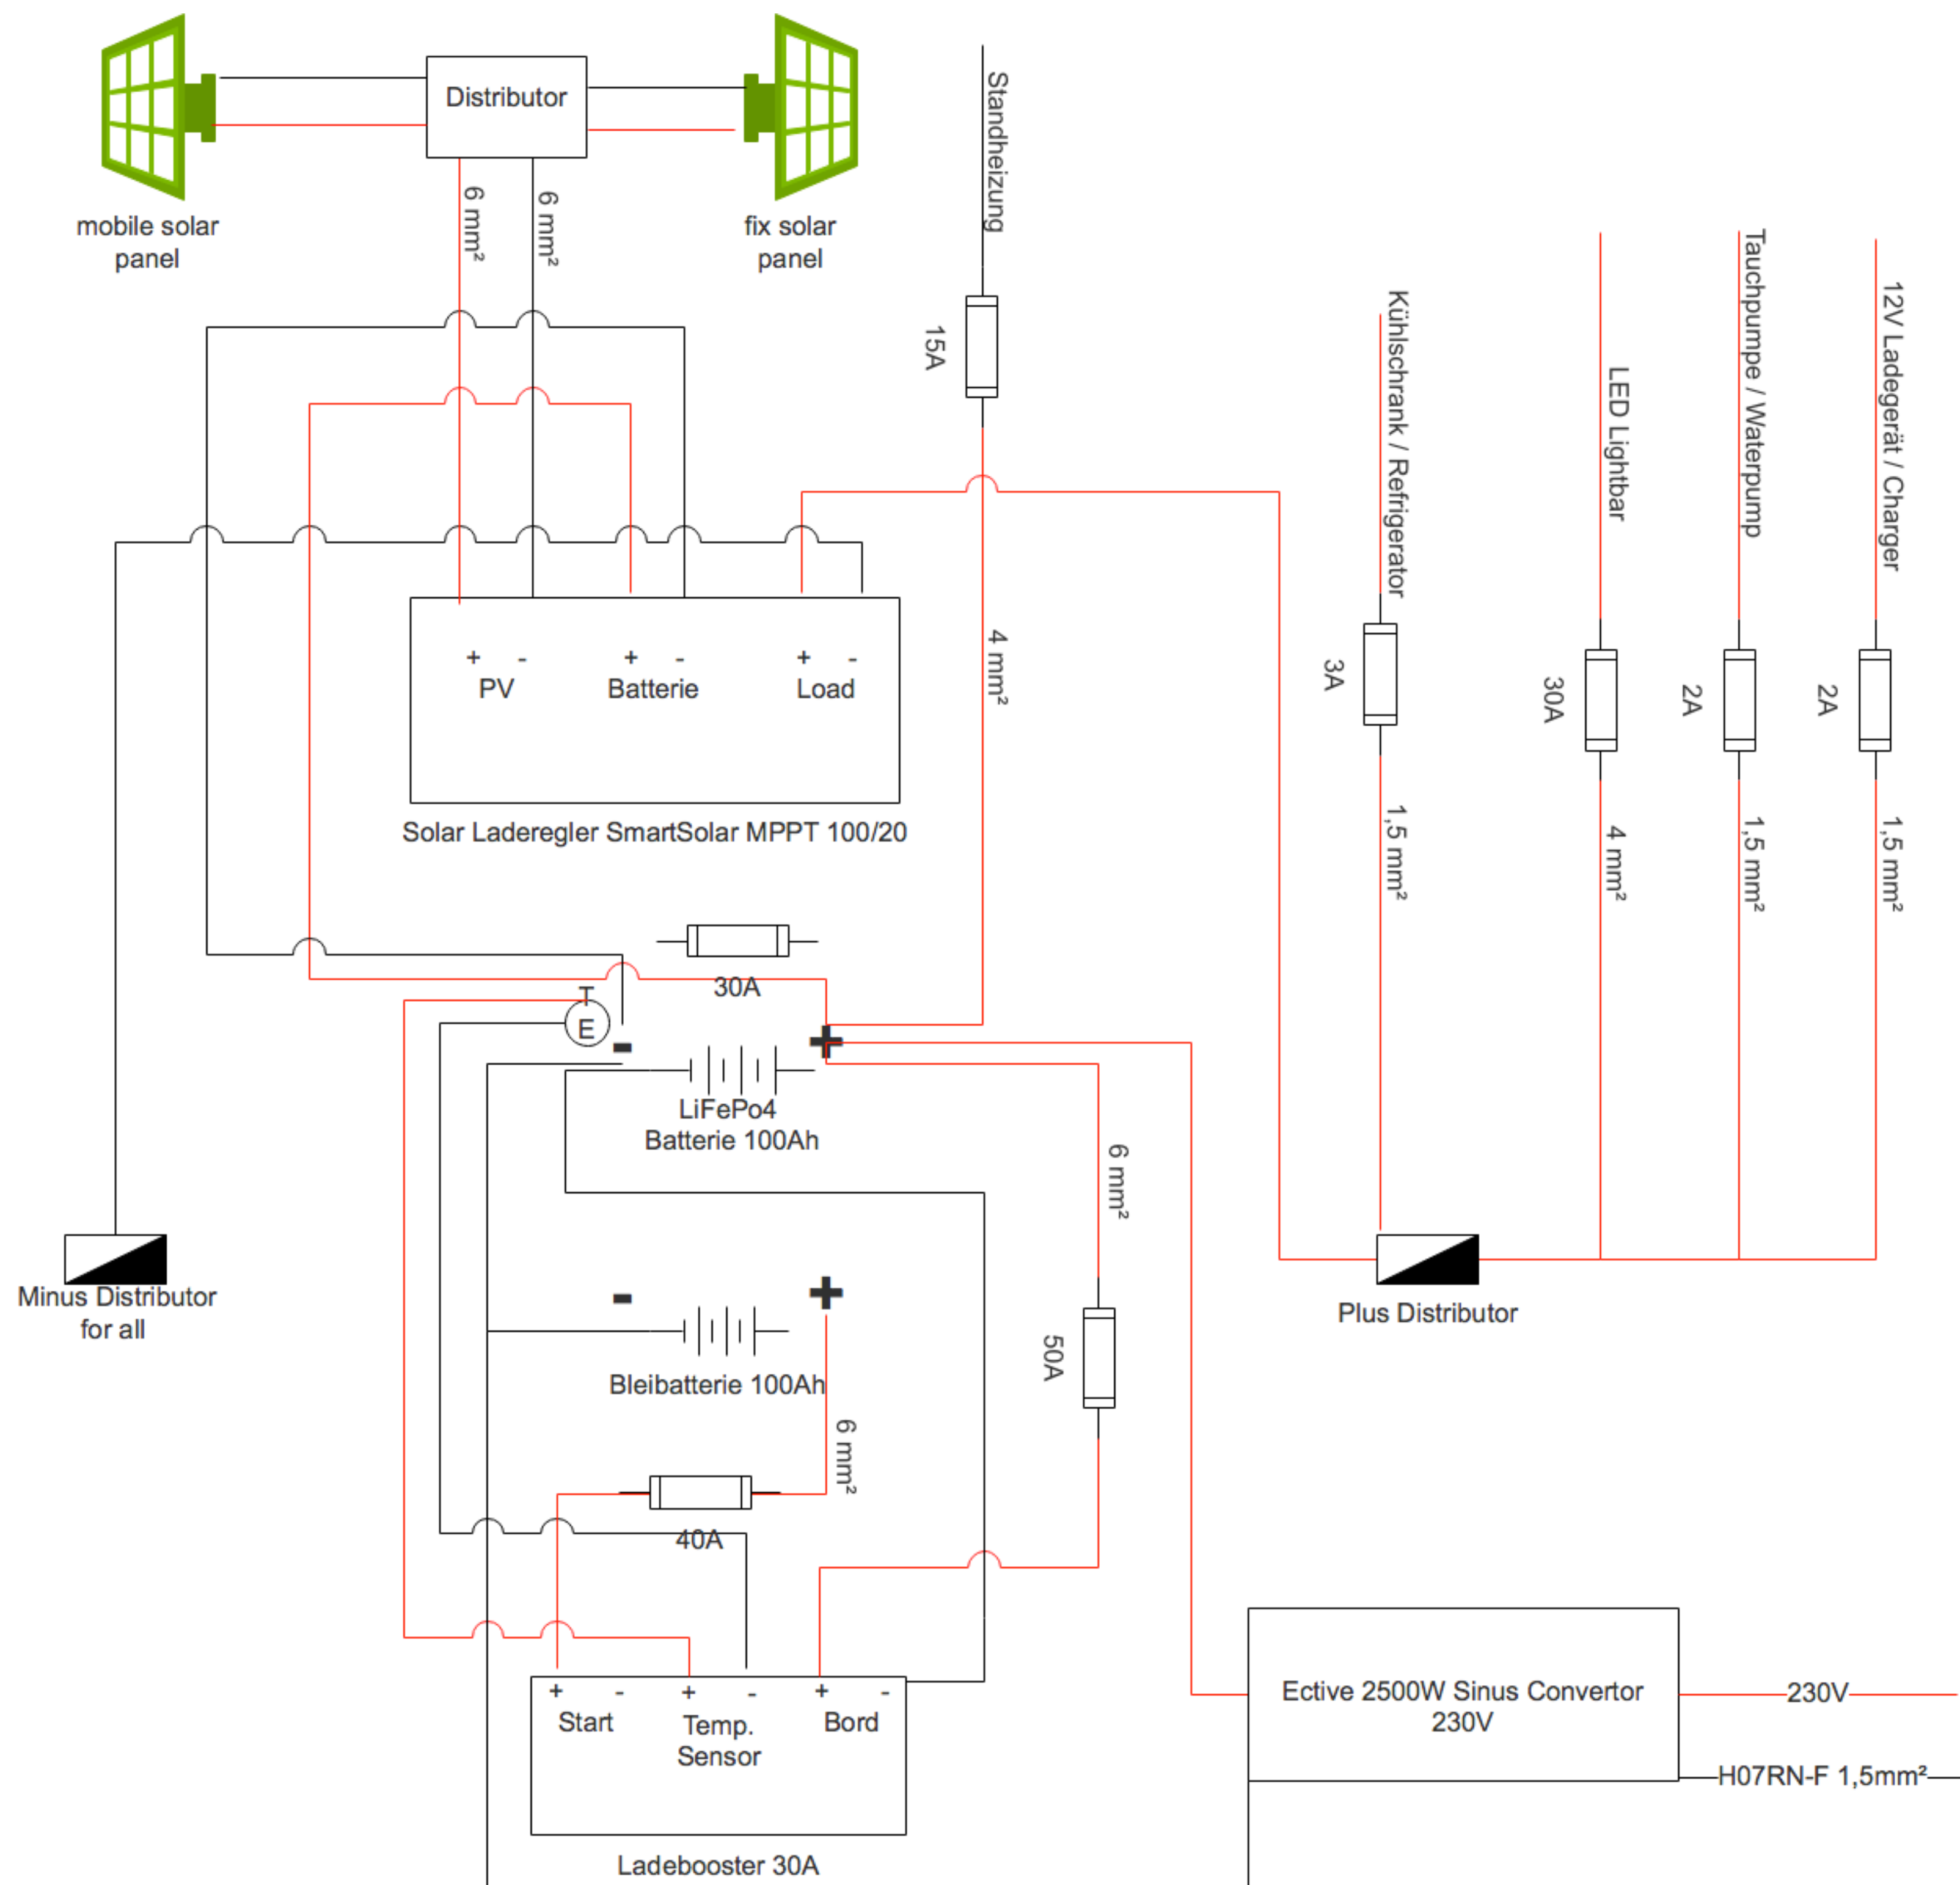 Distributor
mobile solar
panel
fix solar
panel
6 mm²
6 mm²
Standheizung
15A
Kühlschrank / Refrigerator
LED Lightbar
Tauchpumpe / Waterpump
12V Ladegerät / Charger
+ - + - + -
PV Batterie Load
Solar Laderegler SmartSolar MPPT 100/20
4 mm²
3A
30A
2A
2A
1,5 mm²
4 mm²
1,5 mm²
1,5 mm²
30A
T
E
- +
LiFePo4
Batterie 100Ah
6 mm²
Minus Distributor
for all
Plus Distributor
- +
Bleibatterie 100Ah
50A
6 mm²
40A
+ - + - + -
Start Temp. Bord
Sensor
Ladebooster 30A
Ective 2500W Sinus Convertor
230V
230V
H07RN-F 1,5mm²